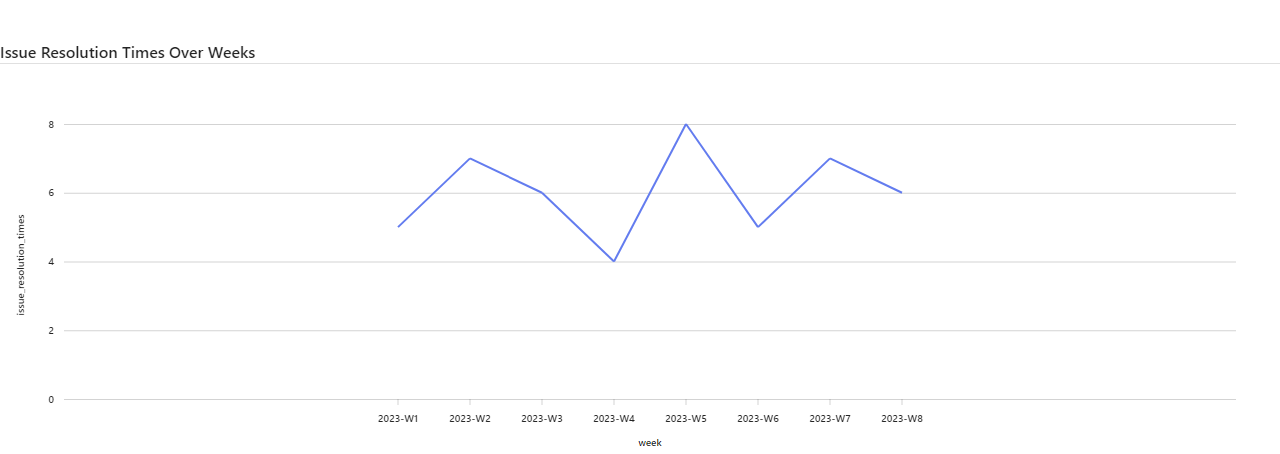 Issue Resolution Times Over Weeks
8
6
4
2
0
issue_resolution_times
2023-W1 2023-W2 2023-W3 2023-W4 2023-W5 2023-W6 2023-W7 2023-W8
week